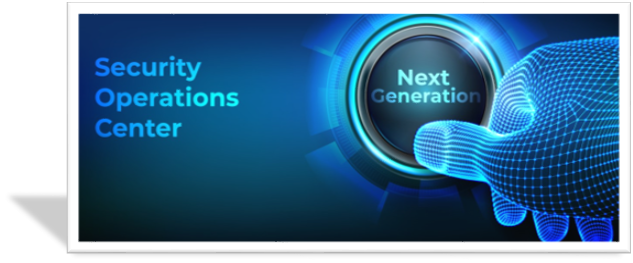 Security
Operations
Center
Next
Generation